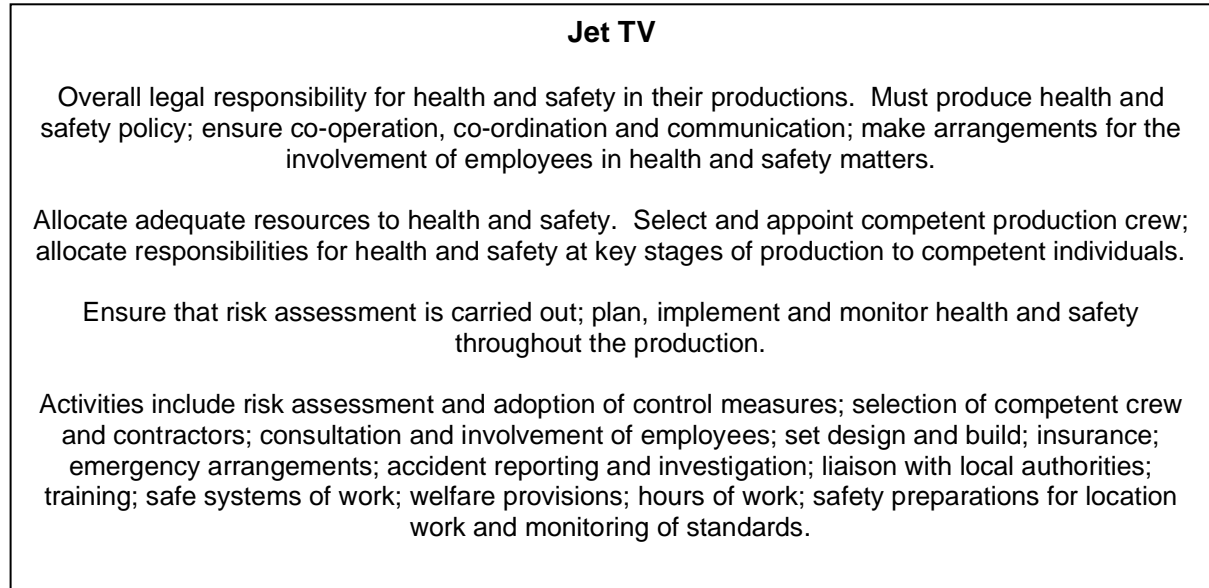 Jet TV
Overall legal responsibility for health and safety in their productions.  Must produce health and
safety policy; ensure co-operation, co-ordination and communication; make arrangements for the
involvement of employees in health and safety matters.
Allocate adequate resources to health and safety.  Select and appoint competent production crew;
allocate responsibilities for health and safety at key stages of production to competent individuals.
Ensure that risk assessment is carried out; plan, implement and monitor health and safety
throughout the production.
Activities include risk assessment and adoption of control measures; selection of competent crew
and contractors; consultation and involvement of employees; set design and build; insurance;
emergency arrangements; accident reporting and investigation; liaison with local authorities;
training; safe systems of work; welfare provisions; hours of work; safety preparations for location
work and monitoring of standards.